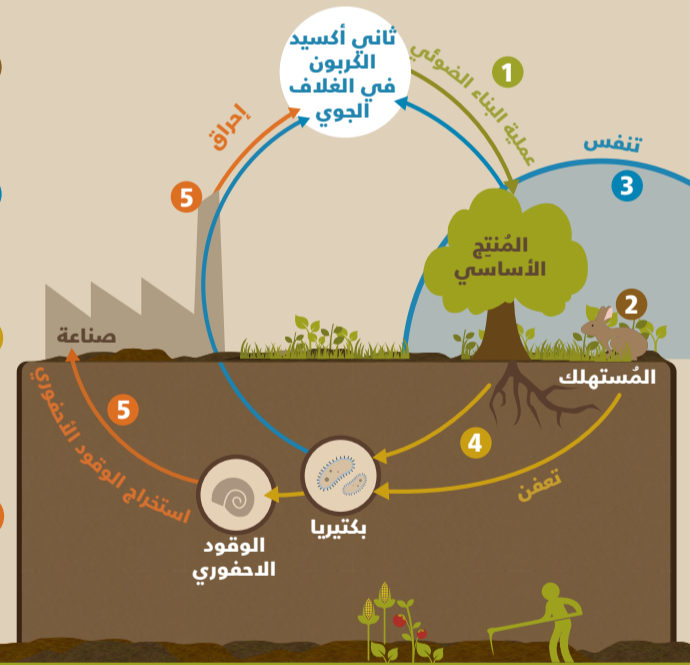 ثاني أكسيد
الكربون
في الغلاف
الجوي
عملية البناء الضوئي
1
إحراق
5
تنفس
3
المُنتِج
الأساسي
2
صناعة
المُستهلك
5
استخراج الوقود الأحفوري
4
تعفن
بكتيريا
الوقود
الاحفوري